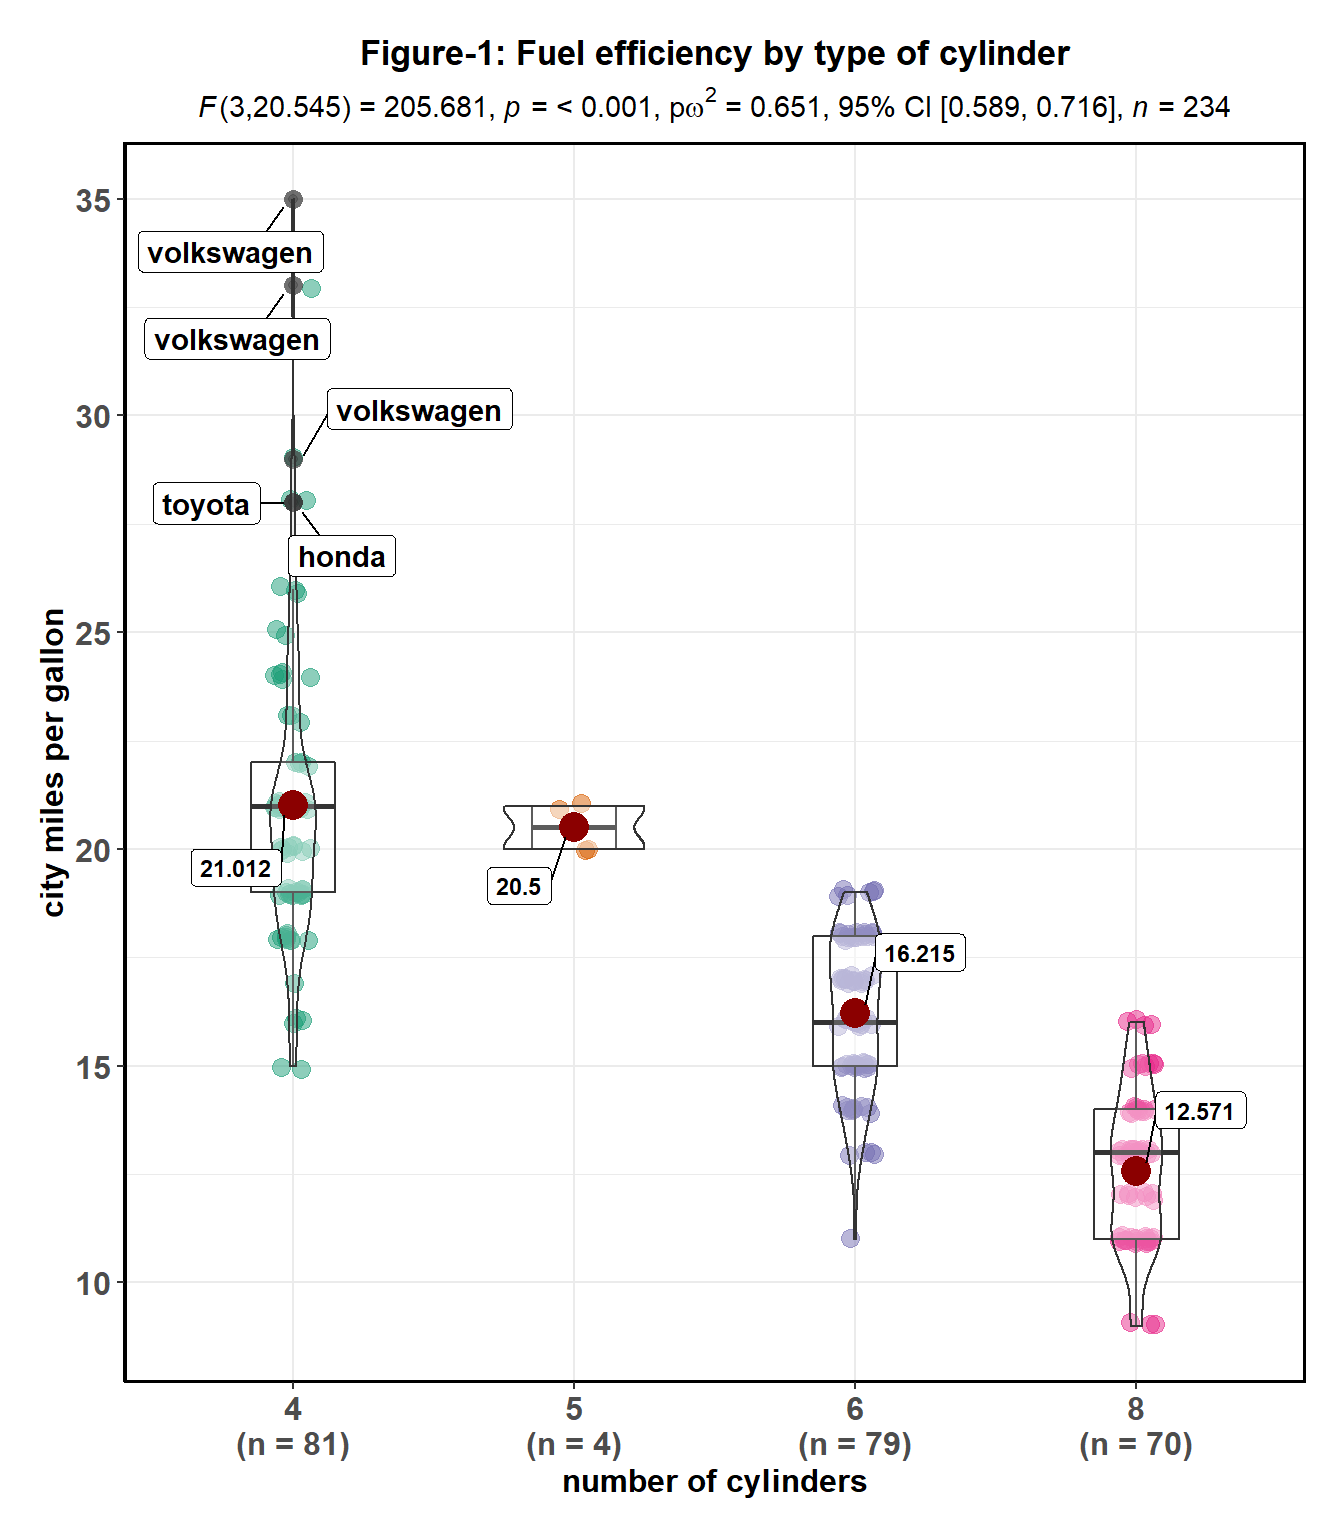 Figure-1: Fuel efficiency by type of cylinder
F(3,20.545) = 205.681, p = < 0.001, pω² = 0.651, 95% CI [0.589, 0.716], n = 234
35
volkswagen
volkswagen
volkswagen
30
toyota
honda
25
city miles per gallon
20
21.012
20.5
16.215
15
12.571
10
4
(n = 81)
5
(n = 4)
6
(n = 79)
8
(n = 70)
number of cylinders